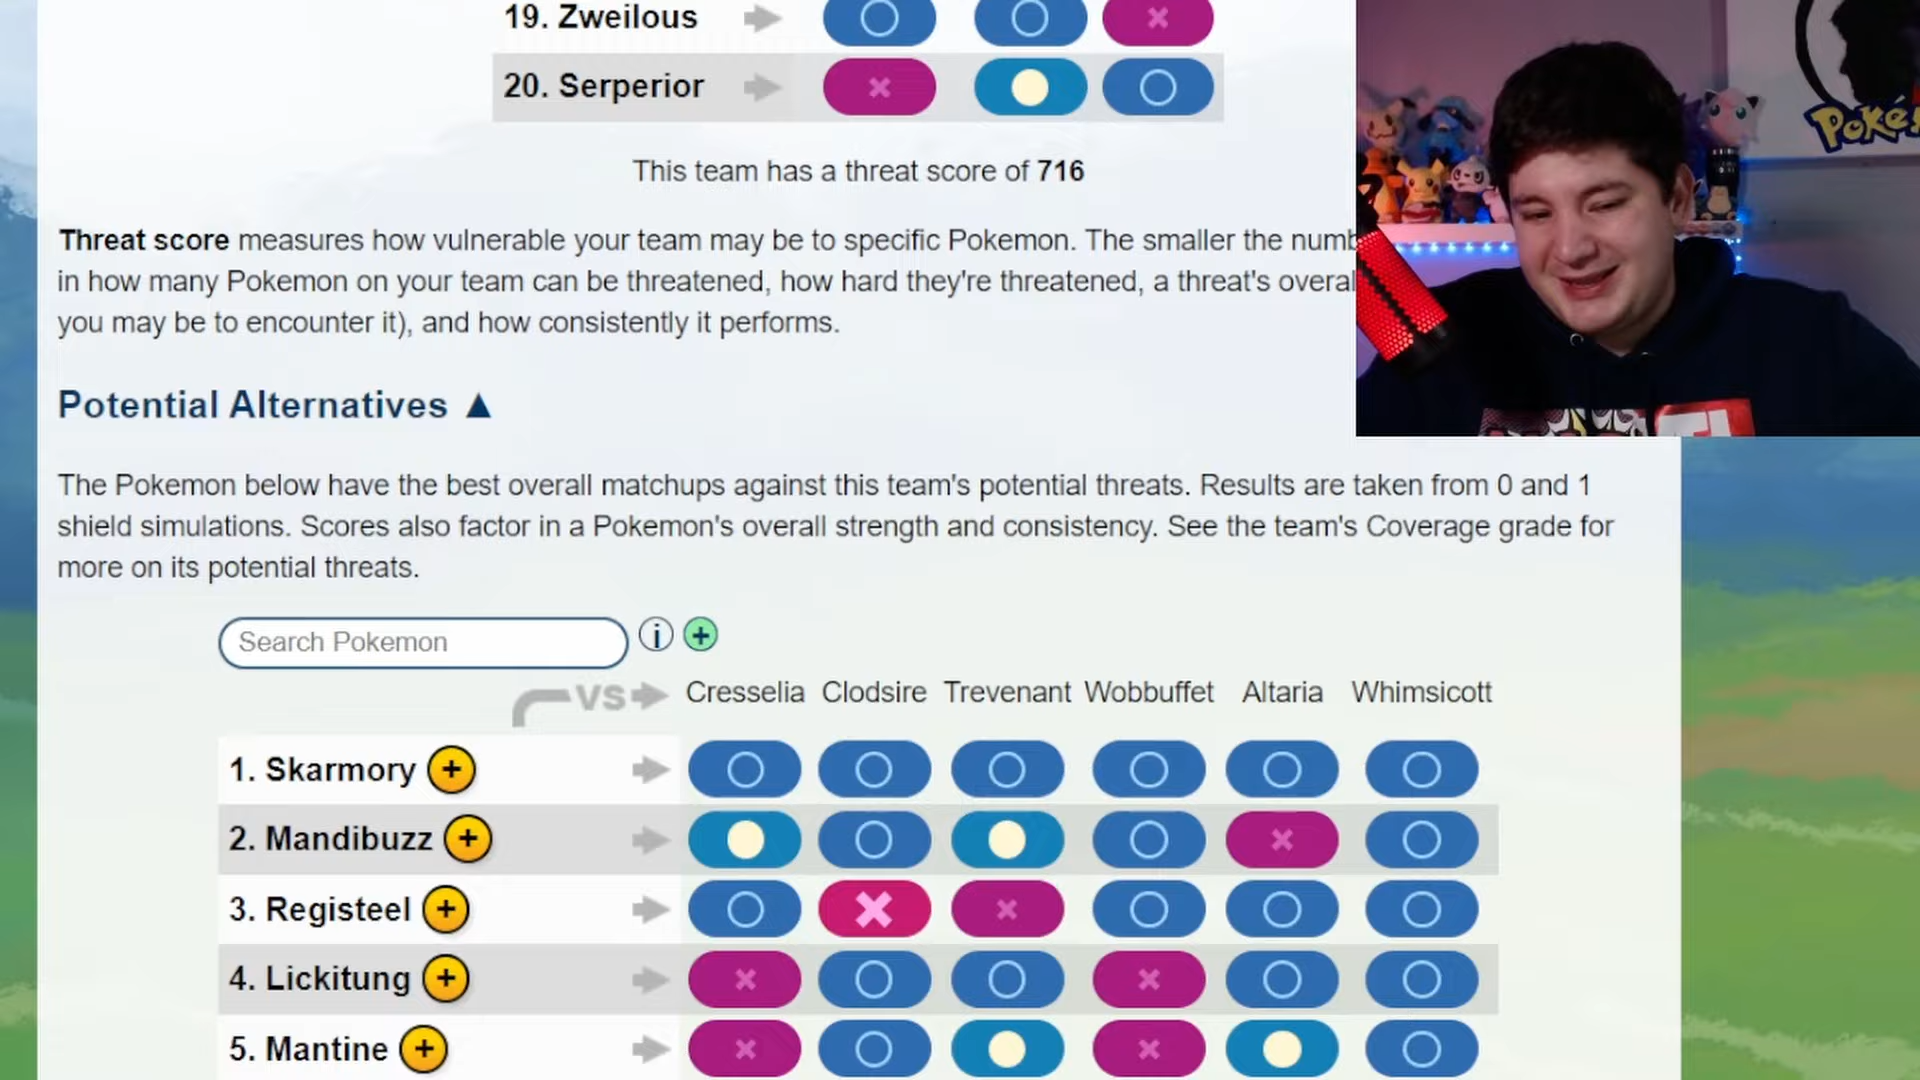 19. Zweilous
20. Serperior
This team has a threat score of 716
Threat score measures how vulnerable your team may be to specific Pokemon. The smaller the numb
in how many Pokemon on your team can be threatened, how hard they're threatened, a threat's overal
you may be to encounter it), and how consistently it performs.
Potential Alternatives ▲
The Pokemon below have the best overall matchups against this team's potential threats. Results are taken from 0 and 1
shield simulations. Scores also factor in a Pokemon's overall strength and consistency. See the team's Coverage grade for
more on its potential threats.
Search Pokemon i +
VS Cresselia Clodsire Trevenant Wobbuffet Altaria Whimsicott
1. Skarmory +
2. Mandibuzz +
3. Registeel +
4. Lickitung +
5. Mantine +
Poké